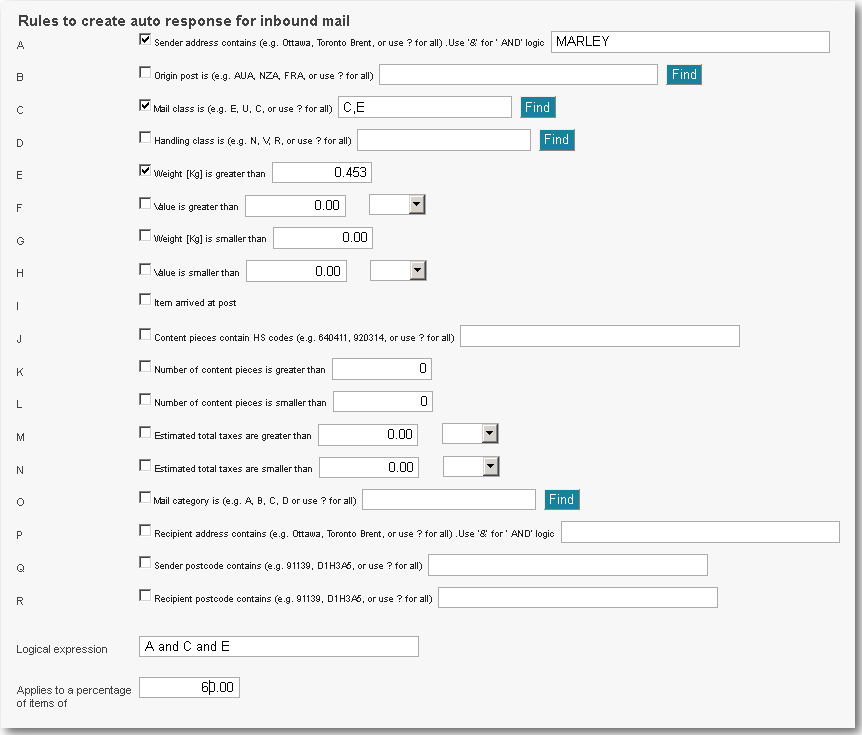 Rules to create auto response for inbound mail
A Sender address contains (e.g. Ottawa, Toronto Brent, or use ? for all) .Use '&' for ' AND' logic MARLEY
B Origin post is (e.g. AUA, NZA, FRA, or use ? for all) Find
C Mail class is (e.g. E, U, C, or use ? for all) C,E Find
D Handling class is (e.g. N, V, R, or use ? for all) Find
E Weight [Kg] is greater than 0.453
F Value is greater than 0.00
G Weight [Kg] is smaller than 0.00
H Value is smaller than 0.00
I Item arrived at post
J Content pieces contain HS codes (e.g. 640411, 920314, or use ? for all)
K Number of content pieces is greater than 0
L Number of content pieces is smaller than 0
M Estimated total taxes are greater than 0.00
N Estimated total taxes are smaller than 0.00
O Mail category is (e.g. A, B, C, D or use ? for all) Find
P Recipient address contains (e.g. Ottawa, Toronto Brent, or use ? for all) .Use '&' for ' AND' logic
Q Sender postcode contains (e.g. 91139, D1H3A5, or use ? for all)
R Recipient postcode contains (e.g. 91139, D1H3A5, or use ? for all)
Logical expression A and C and E
Applies to a percentage 60.00
of items of